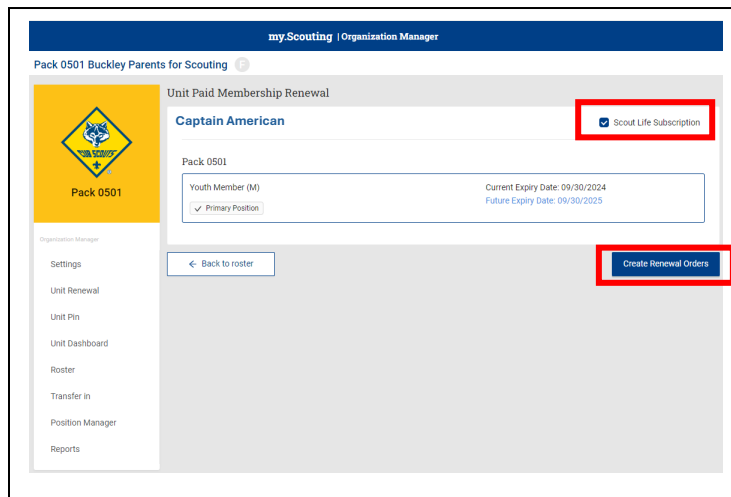 my.Scouting | Organization Manager
Pack 0501 Buckley Parents for Scouting F
Unit Paid Membership Renewal
Captain American
Scout Life Subscription
CUB SCOUTS
Pack 0501
Pack 0501
Youth Member (M)
Current Expiry Date: 09/30/2024
Primary Position
Future Expiry Date: 09/30/2025
Organization Manager
Settings
← Back to roster
Create Renewal Orders
Unit Renewal
Unit Pin
Unit Dashboard
Roster
Transfer in
Position Manager
Reports